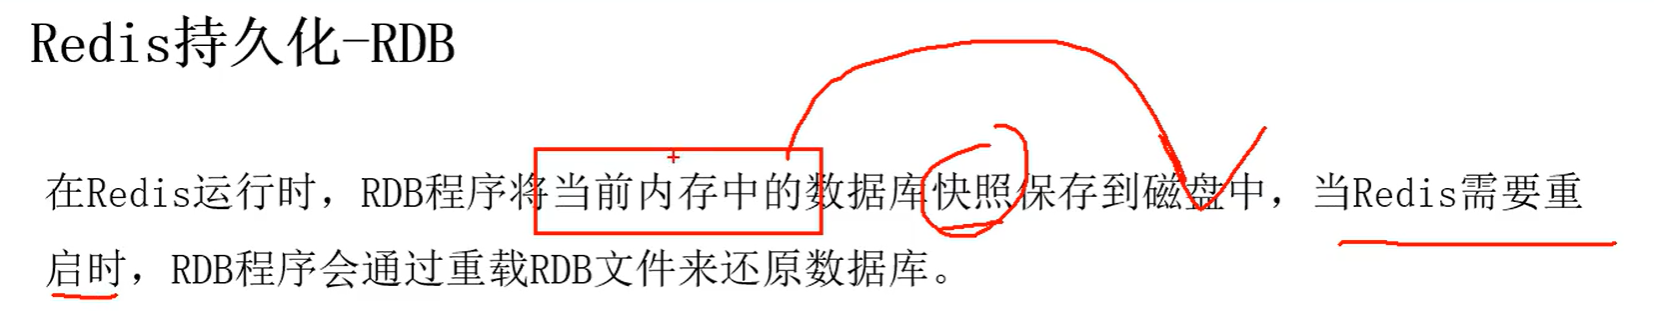 Redis持久化-RDB
在Redis运行时，RDB程序将当前内存中的数据库快照保存到磁盘中，当Redis需要重
启时，RDB程序会通过重载RDB文件来还原数据库。